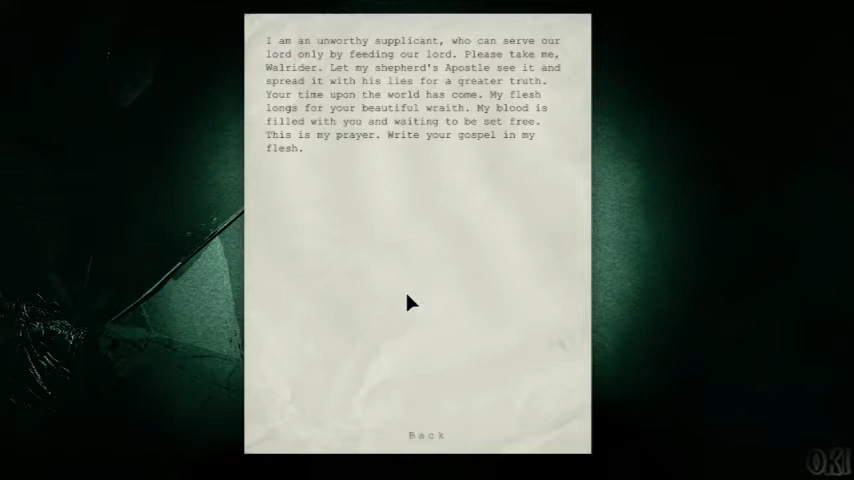 I am an unworthy supplicant, who can serve our
lord only by feeding our lord. Please take me,
Walrider. Let my shepherd's Apostle see it and
spread it with his lies for a greater truth.
Your time upon the world has come. My flesh
longs for your beautiful wraith. My blood is
filled with you and waiting to be set free.
This is my prayer. Write your gospel in my
flesh.
Back
OKI